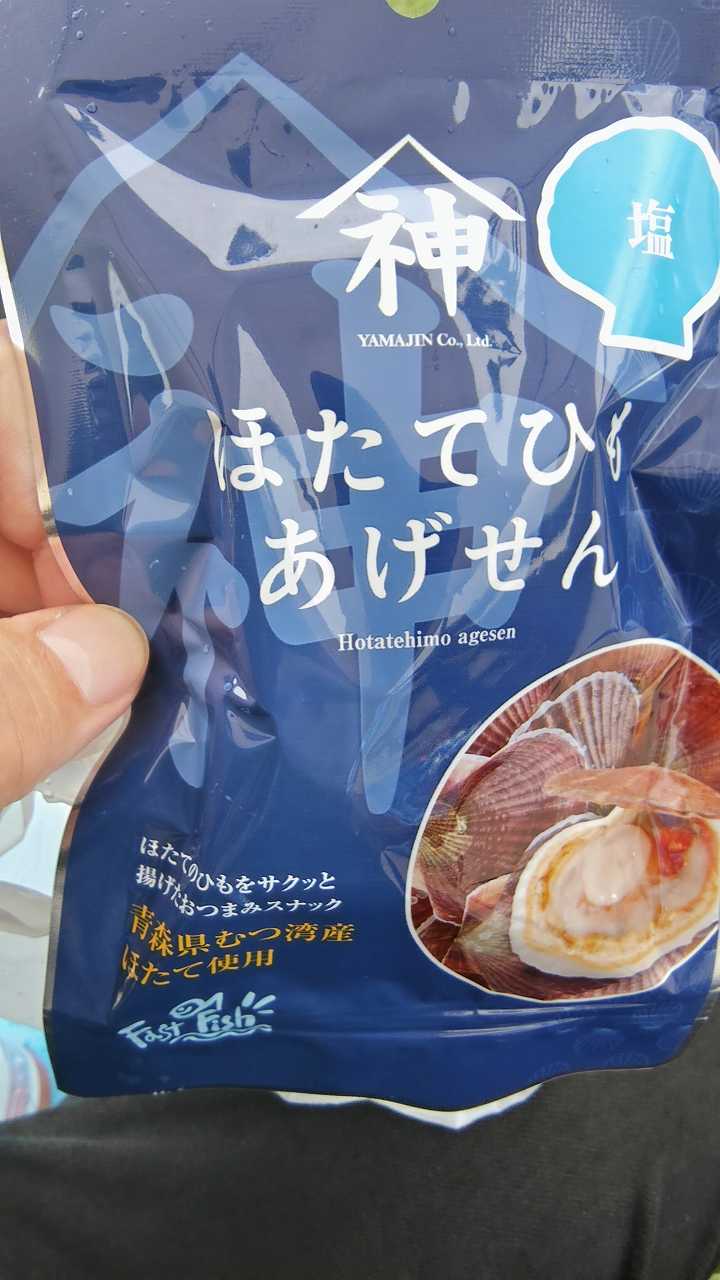 神
塩
YAMAJIN Co., Ltd.
ほたてひも
あげせん
Hotatehimo agesen
ほたてのひもをサクッと
揚げたおつまみスナック
青森県むつ湾産
ほたて使用
Fast Fish